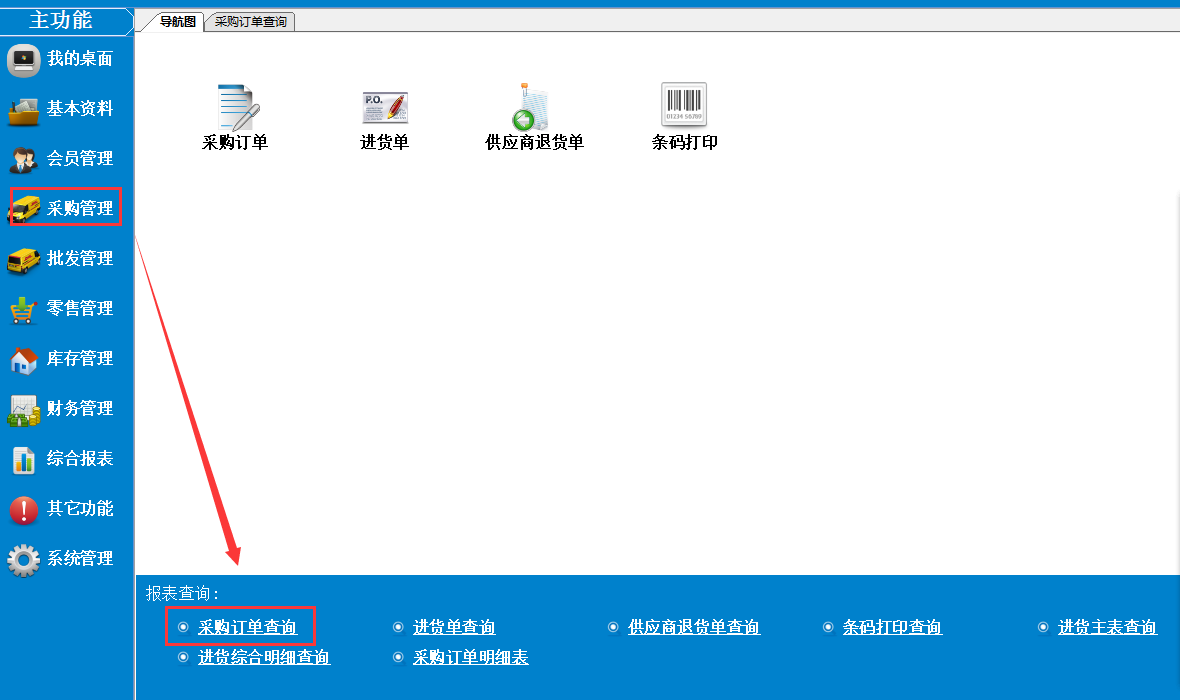 主功能
导航图 采购订单查询
我的桌面
基本资料
会员管理
采购管理
批发管理
零售管理
库存管理
财务管理
综合报表
其它功能
系统管理
P.O.
01234 56789
采购订单 进货单 供应商退货单 条码打印
报表查询：
采购订单查询 进货单查询 供应商退货单查询 条码打印查询 进货主表查询
进货综合明细查询 采购订单明细表